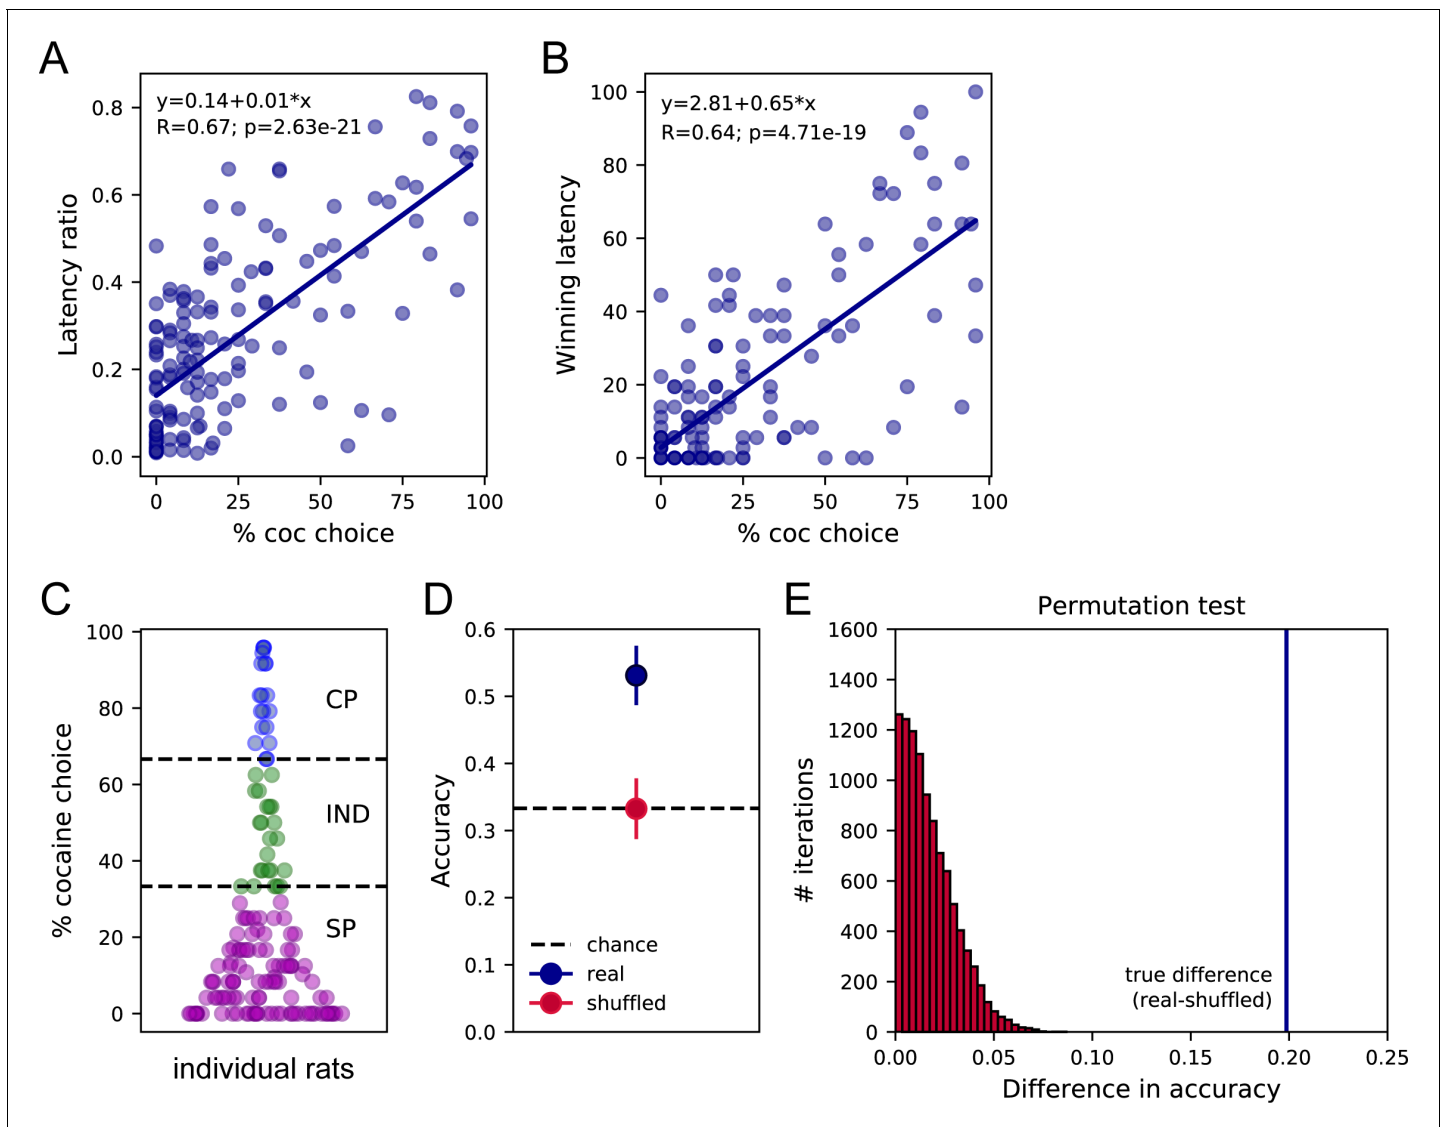 A
y=0.14+0.01*x
R=0.67; p=2.63e-21
Latency ratio
0.8
0.6
0.4
0.2
0.0
0 25 50 75 100
% coc choice
B
y=2.81+0.65*x
R=0.64; p=4.71e-19
Winning latency
100
80
60
40
20
0
0 25 50 75 100
% coc choice
C
% cocaine choice
100
80
60
40
20
0
CP
IND
SP
individual rats
D
Accuracy
0.6
0.5
0.4
0.3
0.2
0.1
0.0
chance
real
shuffled
E
Permutation test
# iterations
1600
1400
1200
1000
800
600
400
200
0
true difference
(real-shuffled)
0.00 0.05 0.10 0.15 0.20 0.25
Difference in accuracy